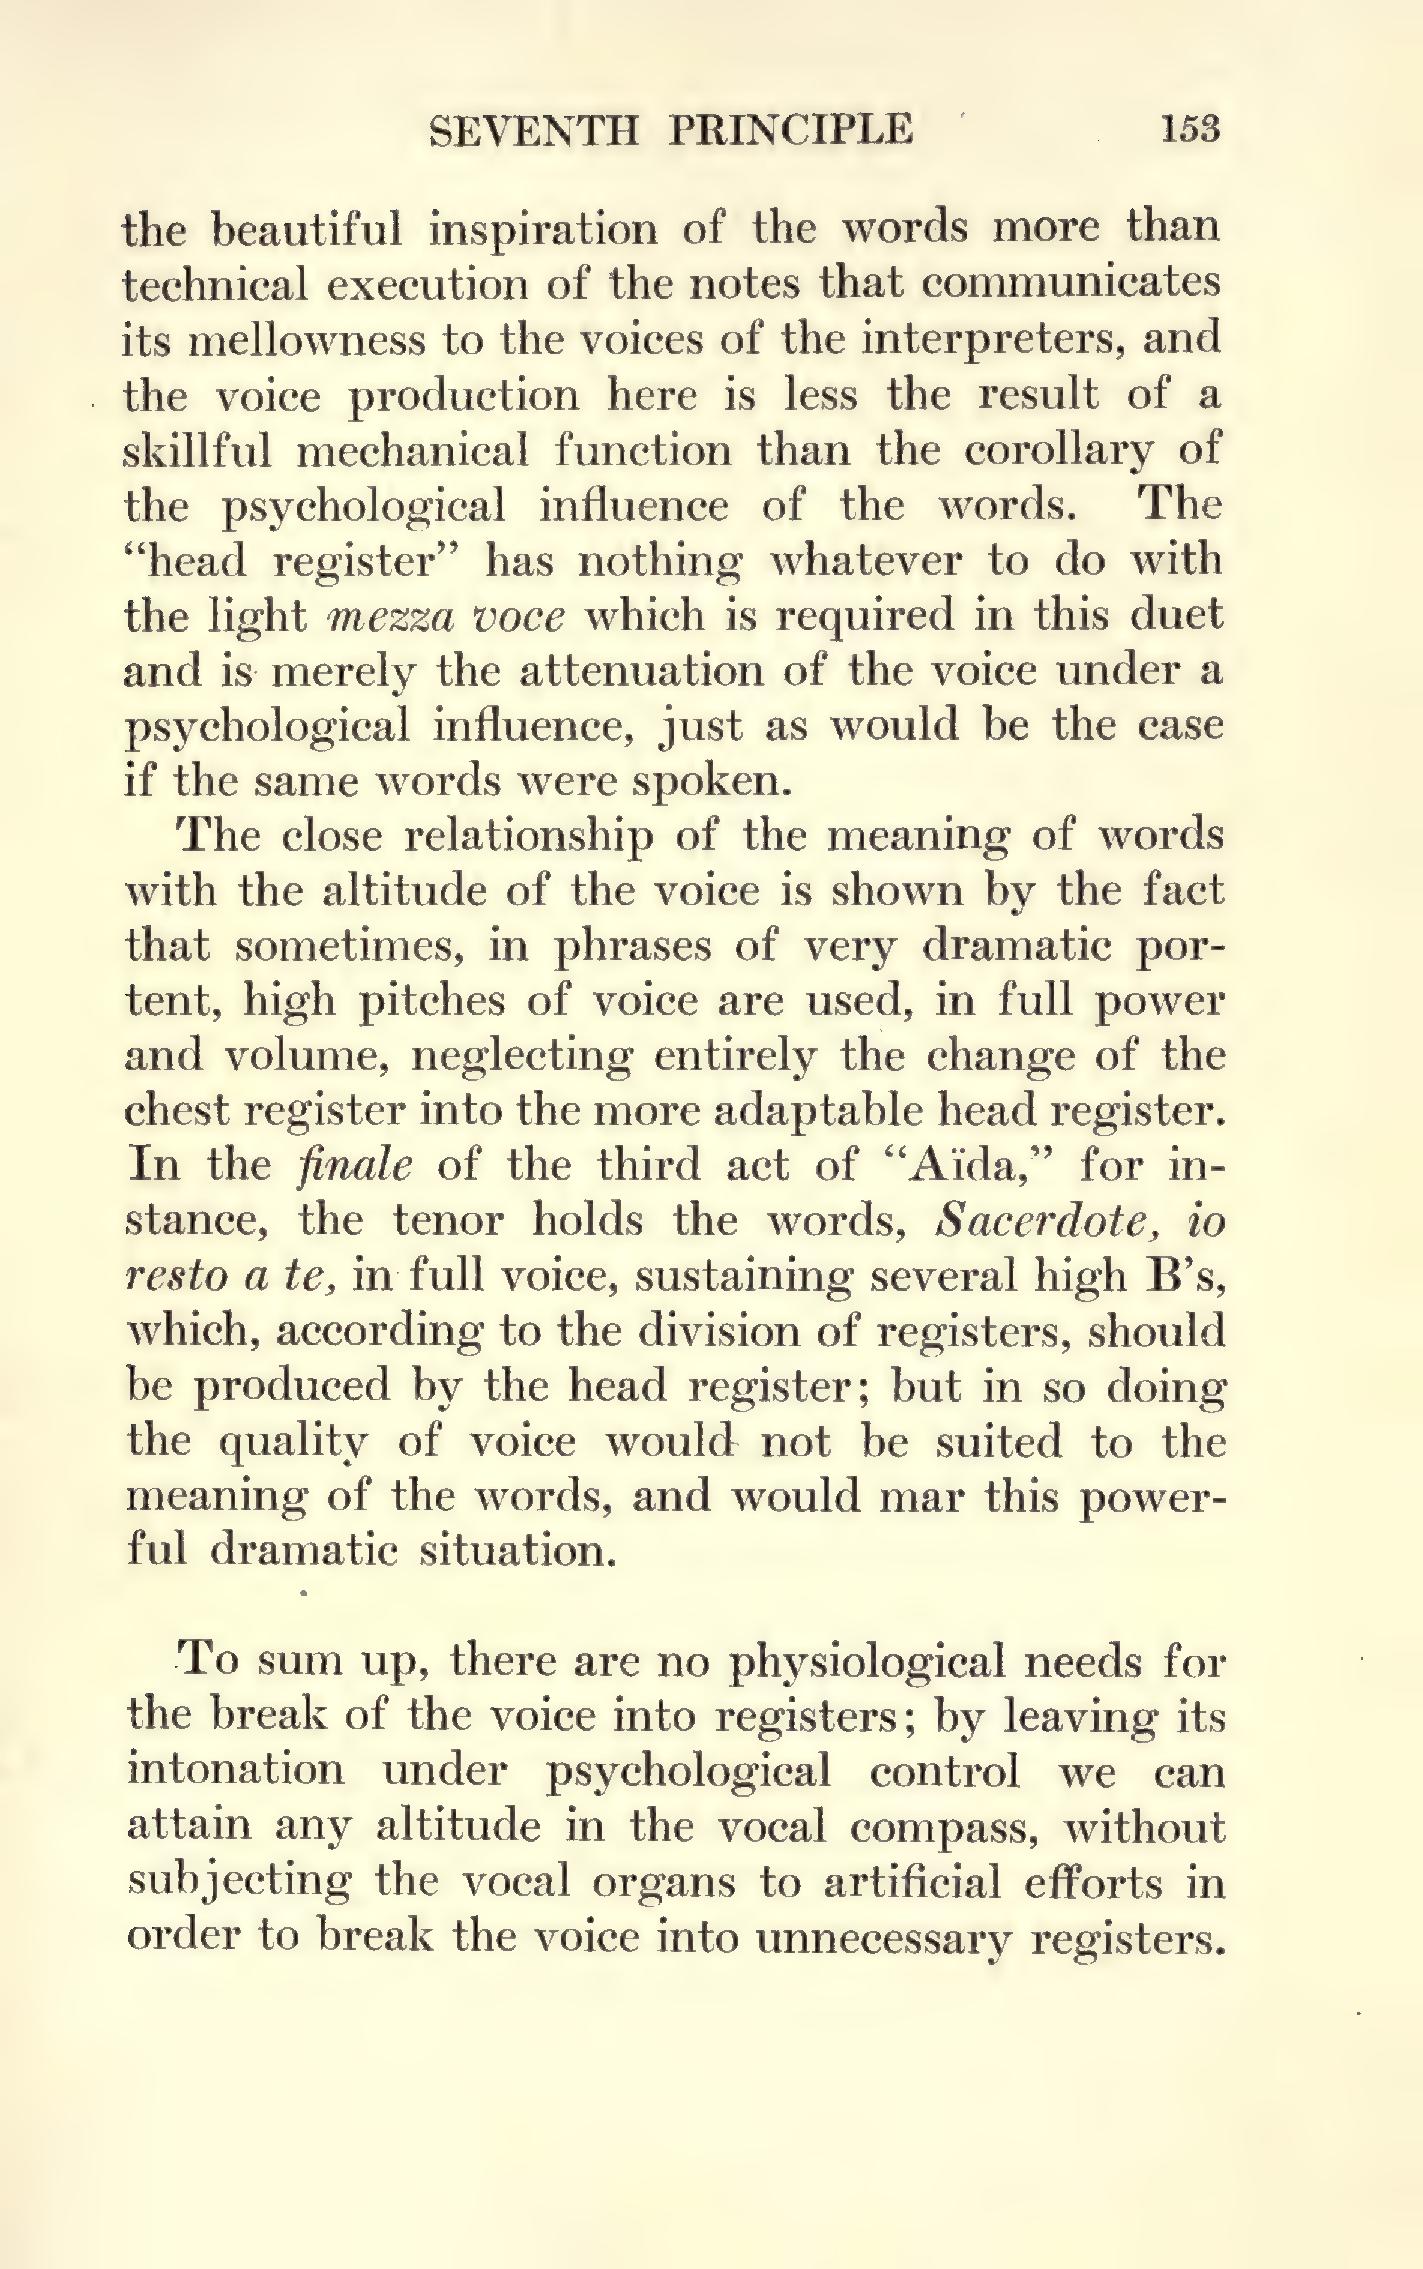 SEVENTH PRINCIPLE 153
the beautiful inspiration of the words more than
technical execution of the notes that communicates
its mellowness to the voices of the interpreters, and
the voice production here is less the result of a
skillful mechanical function than the corollary of
the psychological influence of the words. The
“head register” has nothing whatever to do with
the light mezza voce which is required in this duet
and is merely the attenuation of the voice under a
psychological influence, just as would be the case
if the same words were spoken.
The close relationship of the meaning of words
with the altitude of the voice is shown by the fact
that sometimes, in phrases of very dramatic por-
tent, high pitches of voice are used, in full power
and volume, neglecting entirely the change of the
chest register into the more adaptable head register.
In the finale of the third act of “Aïda,” for in-
stance, the tenor holds the words, Sacerdote, io
resto a te, in full voice, sustaining several high B’s,
which, according to the division of registers, should
be produced by the head register; but in so doing
the quality of voice would not be suited to the
meaning of the words, and would mar this power-
ful dramatic situation.
To sum up, there are no physiological needs for
the break of the voice into registers; by leaving its
intonation under psychological control we can
attain any altitude in the vocal compass, without
subjecting the vocal organs to artificial efforts in
order to break the voice into unnecessary registers.